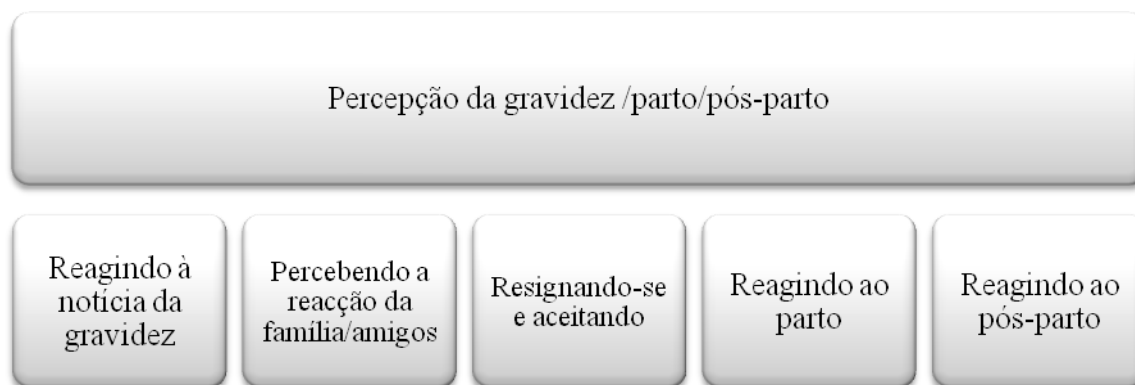 Percepção da gravidez /parto/pós-parto
Reagindo à
notícia da
gravidez
Percebendo a
reacção da
família/amigos
Resignando-se
e aceitando
Reagindo ao
parto
Reagindo ao
pós-parto